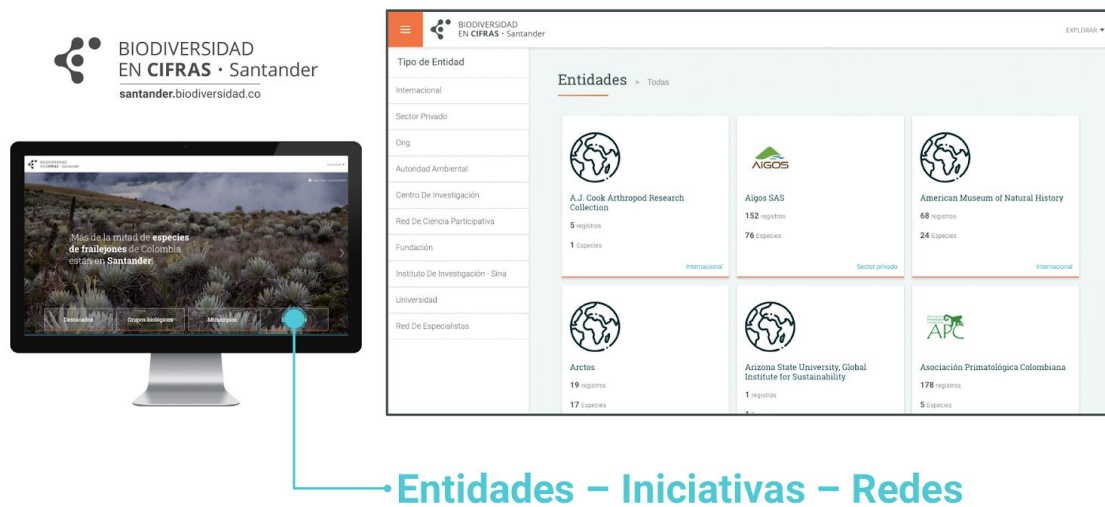 BIODIVERSIDAD
EN CIFRAS · Santander
santander.biodiversidad.co
BIODIVERSIDAD
EN CIFRAS · Santander
¡Más de la mitad de especies
de frailejones de Colombia
están en Santander!
Destacados
Grupos biológicos
Municipios
BIODIVERSIDAD
EN CIFRAS · Santander
EXPLORAR
Tipo de Entidad
Internacional
Sector Privado
Ong
Autoridad Ambiental
Centro De Investigación
Red De Ciencia Participativa
Fundación
Instituto De Investigación - Sina
Universidad
Red De Especialistas
Entidades > Todas
A.J. Cook Arthropod Research
Collection
5 registros
1 Especies
Internacional
AIGOS
Aigos SAS
152 registros
76 Especies
Sector privado
American Museum of Natural History
68 registros
24 Especies
Internacional
Arctos
19 registros
17 Especies
Arizona State University, Global
Institute for Sustainability
1 registros
APC
Asociación Primatológica Colombiana
178 registros
5 Especies
Entidades – Iniciativas – Redes